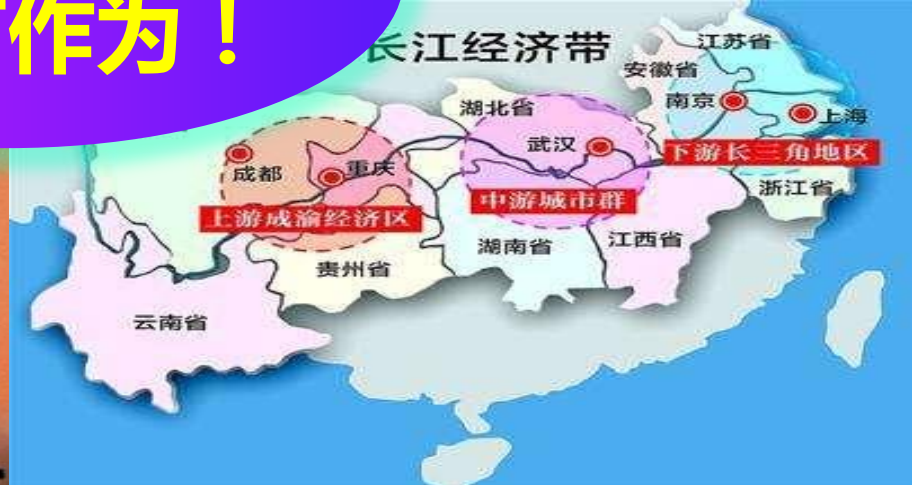 作为！
长江经济带
江苏省
安徽省
湖北省
南京
上海
武汉
成都
重庆
下游长三角地区
浙江省
上游成渝经济区
中游城市群
湖南省
江西省
贵州省
云南省